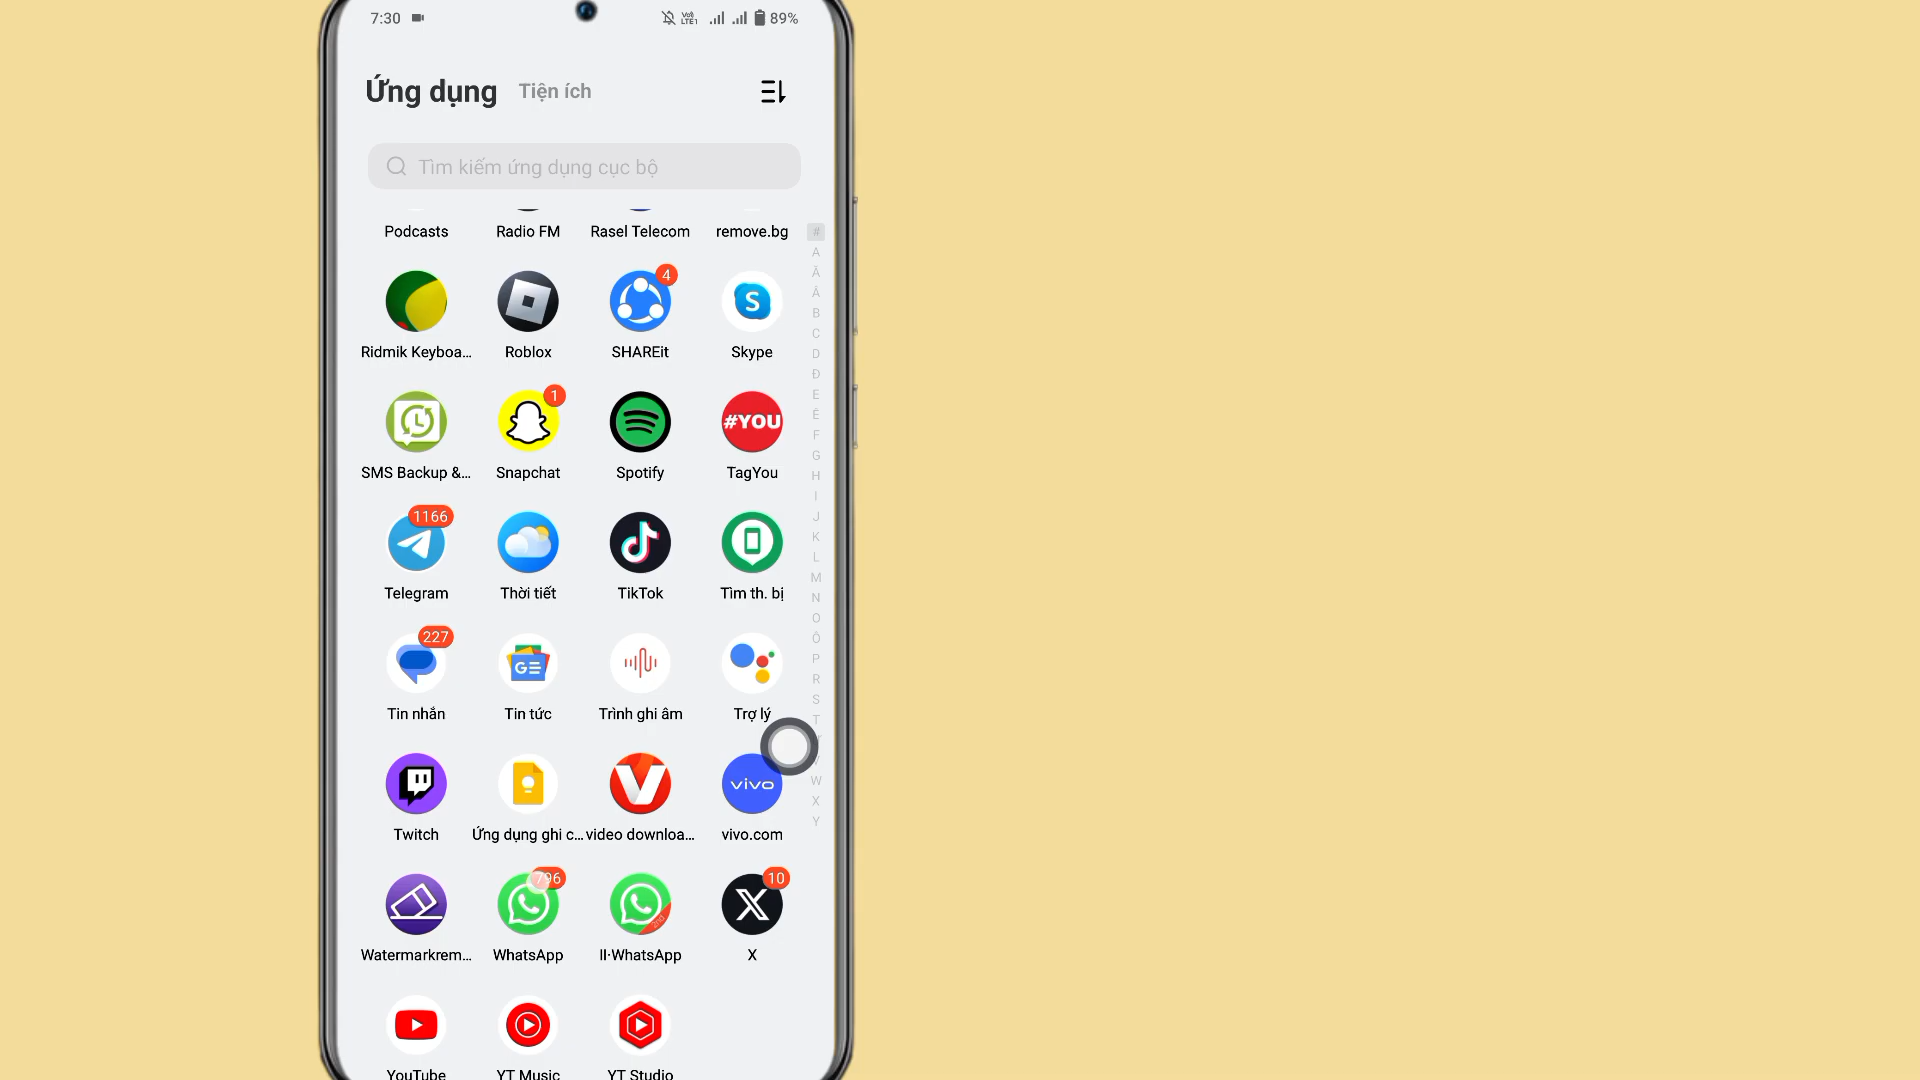 7:30 89%
Ứng dụng Tiện ích
Tìm kiếm ứng dụng cục bộ
Podcasts Radio FM Rasel Telecom remove.bg
4
S
Ridmik Keyboa... Roblox SHAREit Skype
1
#YOU
SMS Backup &... Snapchat Spotify TagYou
1166
Telegram Thời tiết TikTok Tìm th. bị
227
GE
Tin nhắn Tin tức Trình ghi âm Trợ lý
vivo
Twitch Ứng dụng ghi c... video downloa... vivo.com
796 10
Watermarkrem... WhatsApp II·WhatsApp X
YouTube YT Music YT Studio
#
A
Ă
Â
B
C
D
Đ
E
Ê
F
G
H
I
J
K
L
M
N
O
Ô
P
R
S
T
W
X
Y